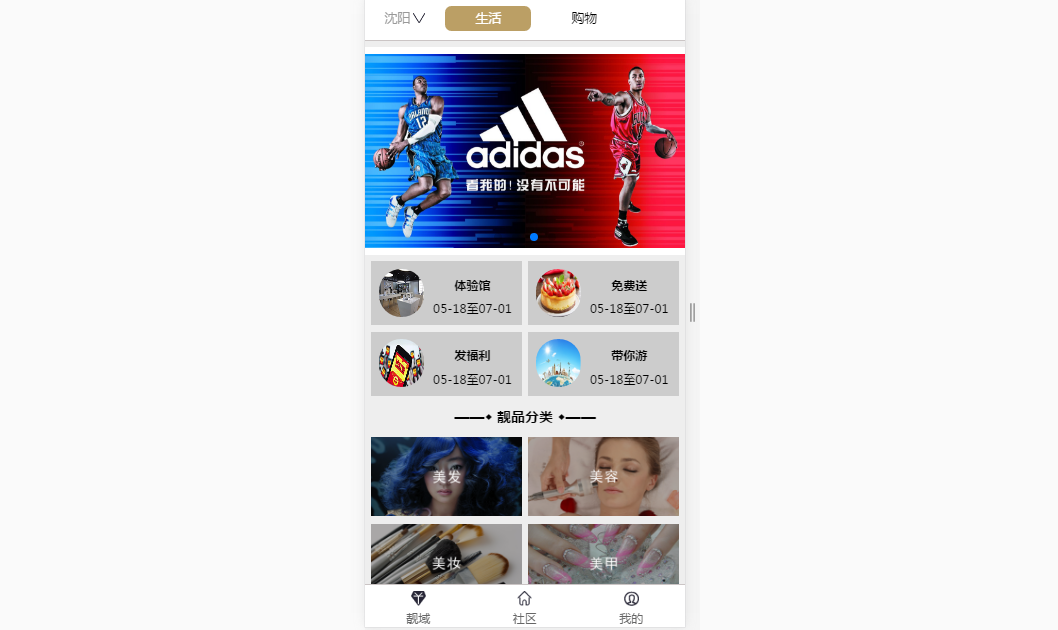 沈阳
生活
购物
ORLANDO
12
adidas
看我的！没有不可能
体验馆
05-18至07-01
免费送
05-18至07-01
发福利
05-18至07-01
带你游
05-18至07-01
靓品分类
美发
美容
美妆
美甲
靓域
社区
我的